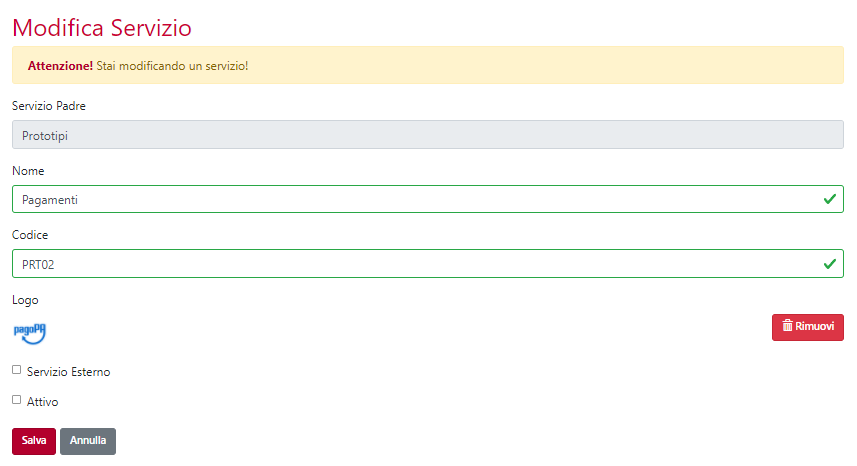 Modifica Servizio
Attenzione! Stai modificando un servizio!
Servizio Padre
Prototipi
Nome
Pagamenti
Codice
PRT02
Logo
pagoPA
Rimuovi
Servizio Esterno
Attivo
Salva Annulla